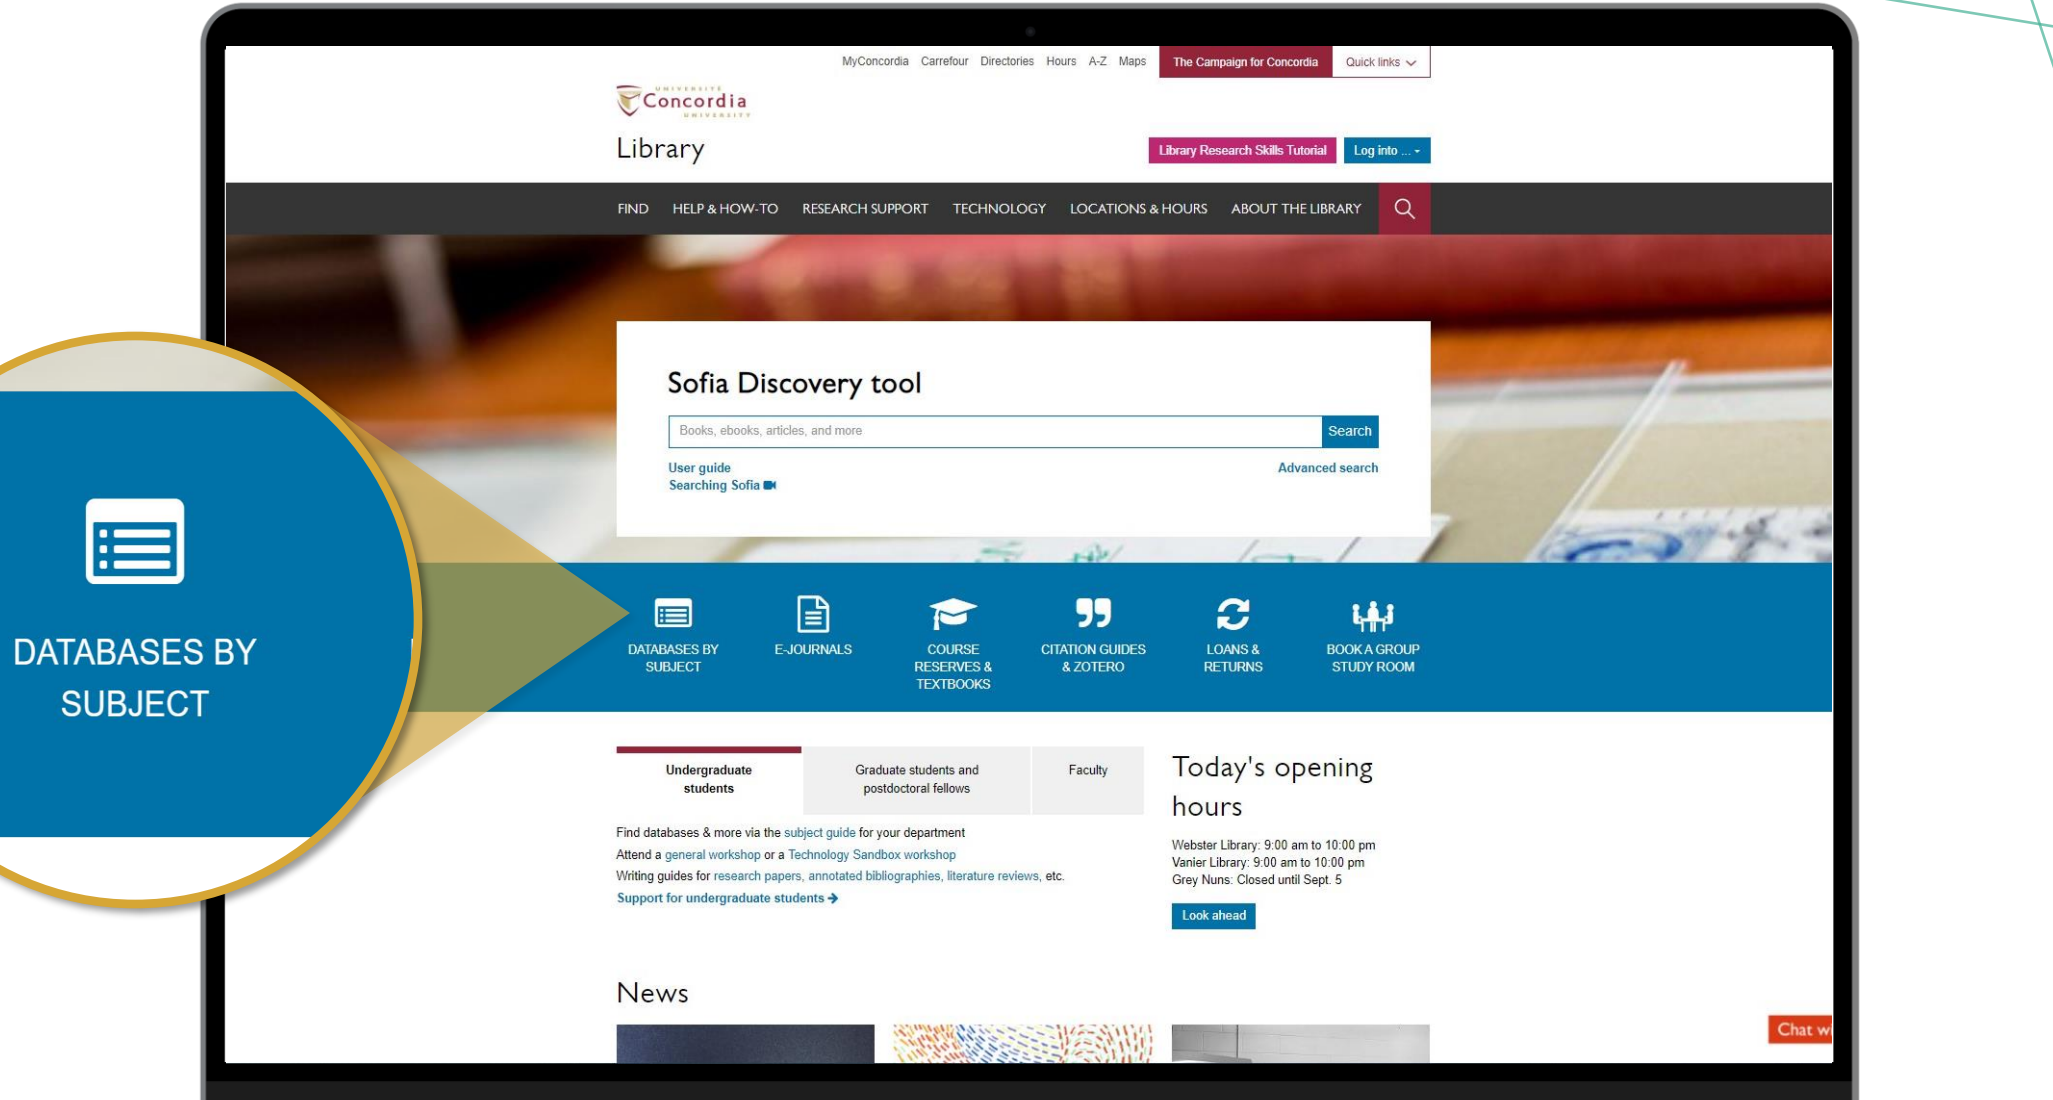 MyConcordia Carrefour Directories Hours A-Z Maps The Campaign for Concordia Quick links
UNIVERSITÉ
Concordia
UNIVERSITY
Library
Library Research Skills Tutorial Log into ...
FIND HELP & HOW-TO RESEARCH SUPPORT TECHNOLOGY LOCATIONS & HOURS ABOUT THE LIBRARY
Sofia Discovery tool
Books, ebooks, articles, and more Search
User guide Advanced search
Searching Sofia
DATABASES BY
SUBJECT
DATABASES BY
SUBJECT
E-JOURNALS
COURSE
RESERVES &
TEXTBOOKS
CITATION GUIDES
& ZOTERO
LOANS &
RETURNS
BOOK A GROUP
STUDY ROOM
Undergraduate
students
Graduate students and
postdoctoral fellows
Faculty
Find databases & more via the subject guide for your department
Attend a general workshop or a Technology Sandbox workshop
Writing guides for research papers, annotated bibliographies, literature reviews, etc.
Support for undergraduate students
Today's opening
hours
Webster Library: 9:00 am to 10:00 pm
Vanier Library: 9:00 am to 10:00 pm
Grey Nuns: Closed until Sept. 5
Look ahead
News
Chat wi